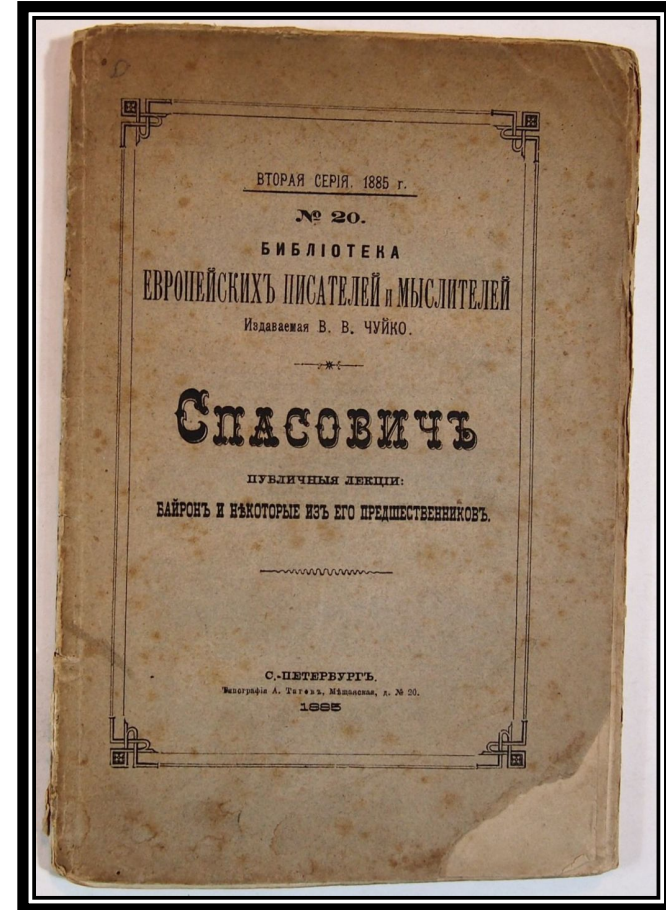 ВТОРАЯ СЕРІЯ. 1885 г.
№ 20.
БИБЛІОТЕКА
ЕВРОПЕЙСКИХЪ ПИСАТЕЛЕЙ и МЫСЛИТЕЛЕЙ
Издаваемая В. В. ЧУЙКО.
СПАСОВИЧЪ
ПУБЛИЧНЫЯ ЛЕКЦІИ:
БАЙРОНЪ И НѢКОТОРЫЕ ИЗЪ ЕГО ПРЕДШЕСТВЕННИКОВЪ.
С.-ПЕТЕРБУРГЪ.
Типографія А. Мѣщанская, д. № 20.
1885